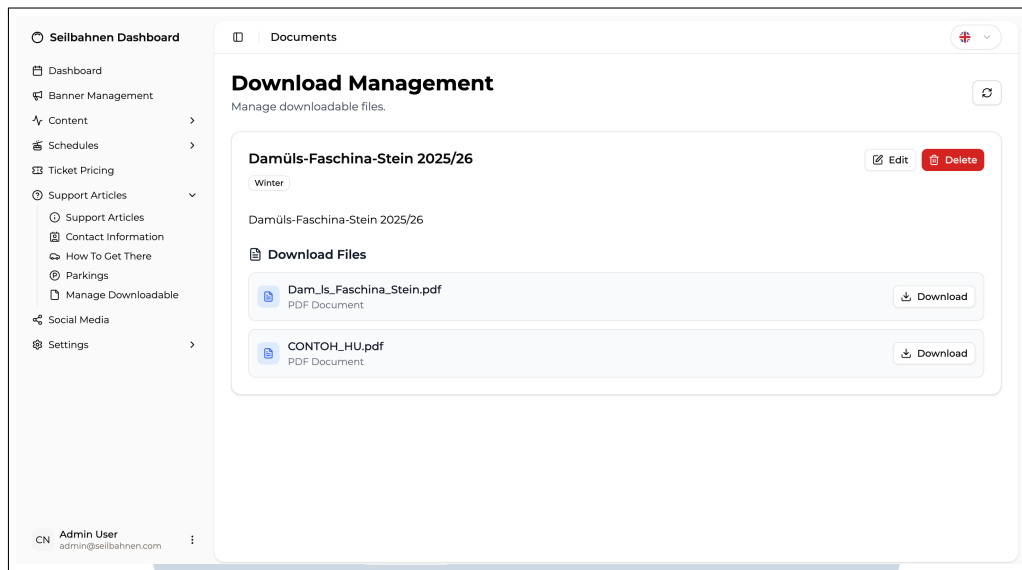 Seilbahnen Dashboard
Dashboard
Banner Management
Content
Schedules
Ticket Pricing
Support Articles
Support Articles
Contact Information
How To Get There
Parkings
Manage Downloadable
Social Media
Settings
CN
Admin User
admin@seilbahnen.com
Documents
Download Management
Manage downloadable files.
Damüls-Faschina-Stein 2025/26
Edit
Delete
Winter
Damüls-Faschina-Stein 2025/26
Download Files
Dam_ls_Faschina_Stein.pdf
PDF Document
Download
CONTOH_HU.pdf
PDF Document
Download